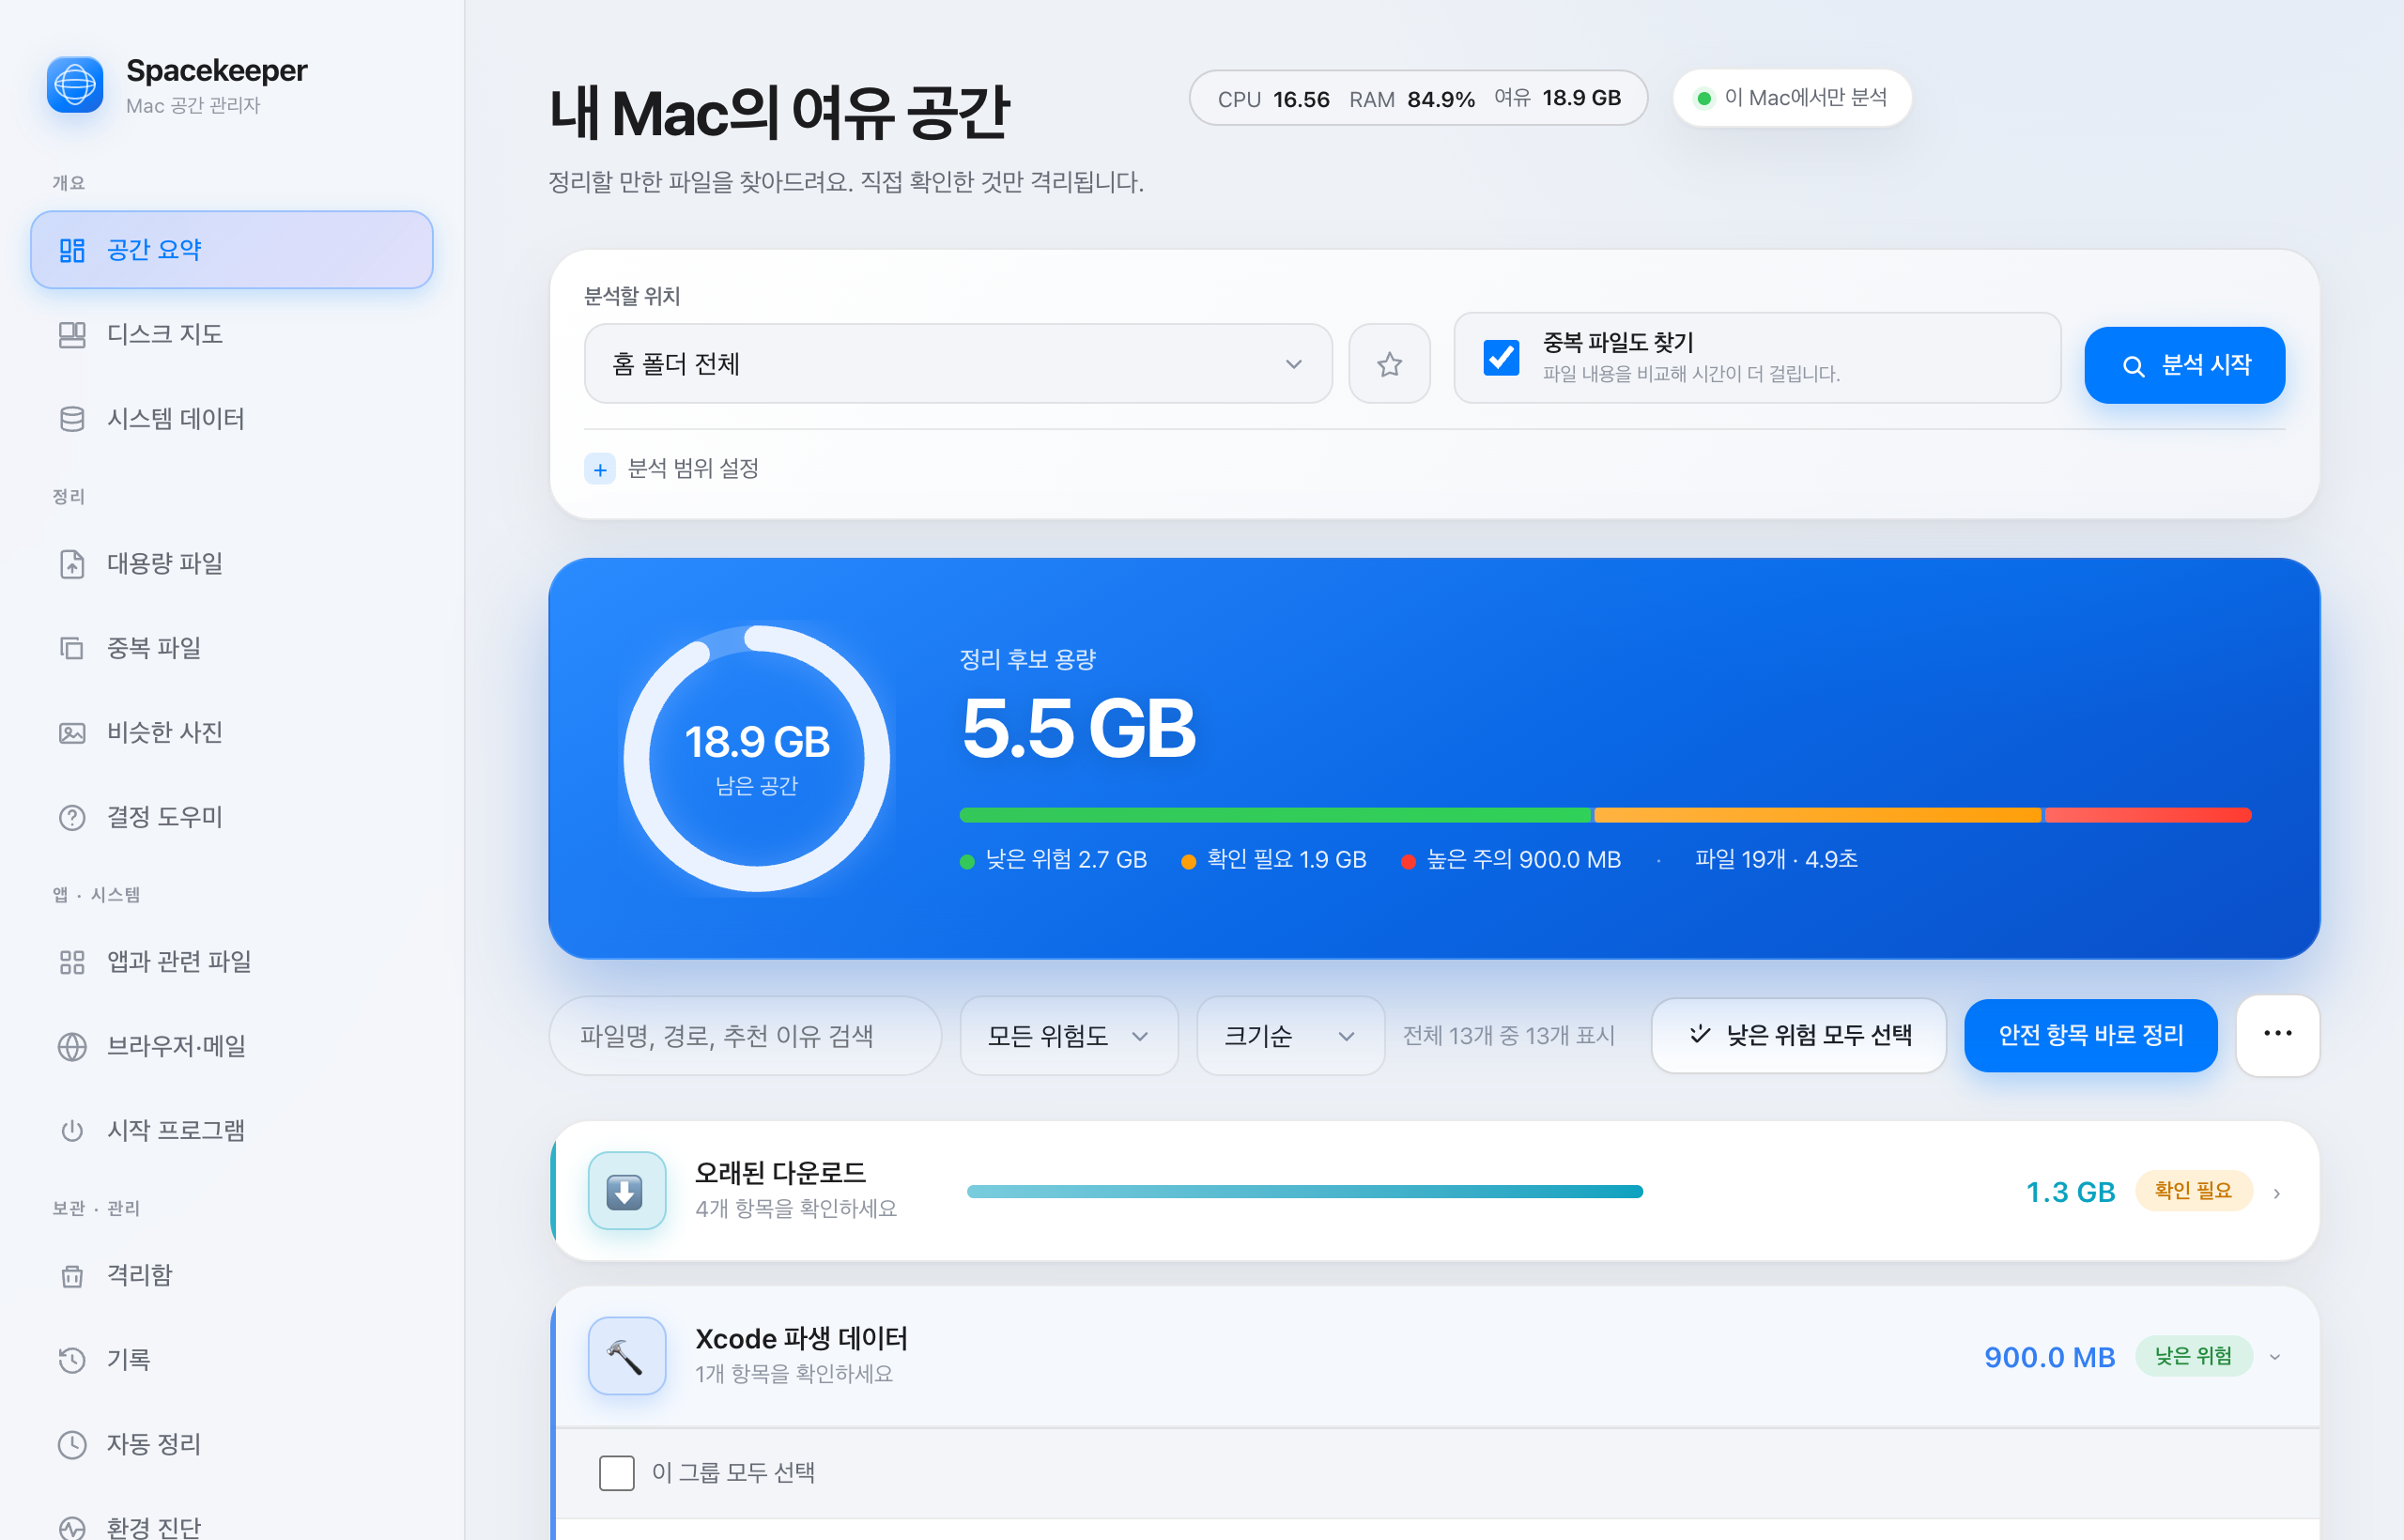 Spacekeeper
Mac 공간 관리자
개요
공간 요약
디스크 지도
시스템 데이터
정리
대용량 파일
중복 파일
비슷한 사진
결정 도우미
앱 · 시스템
앱과 관련 파일
브라우저·메일
시작 프로그램
보관 · 관리
격리함
기록
자동 정리
환경 진단
내 Mac의 여유 공간
정리할 만한 파일을 찾아드려요. 직접 확인한 것만 격리됩니다.
CPU 16.56 RAM 84.9% 여유 18.9 GB
이 Mac에서만 분석
분석할 위치
홈 폴더 전체
중복 파일도 찾기
파일 내용을 비교해 시간이 더 걸립니다.
분석 시작
+ 분석 범위 설정
18.9 GB
남은 공간
정리 후보 용량
5.5 GB
낮은 위험 2.7 GB 확인 필요 1.9 GB 높은 주의 900.0 MB · 파일 19개 · 4.9초
파일명, 경로, 추천 이유 검색
모든 위험도
크기순
전체 13개 중 13개 표시
낮은 위험 모두 선택
안전 항목 바로 정리
···
오래된 다운로드
4개 항목을 확인하세요
1.3 GB
확인 필요
Xcode 파생 데이터
1개 항목을 확인하세요
900.0 MB
낮은 위험
이 그룹 모두 선택